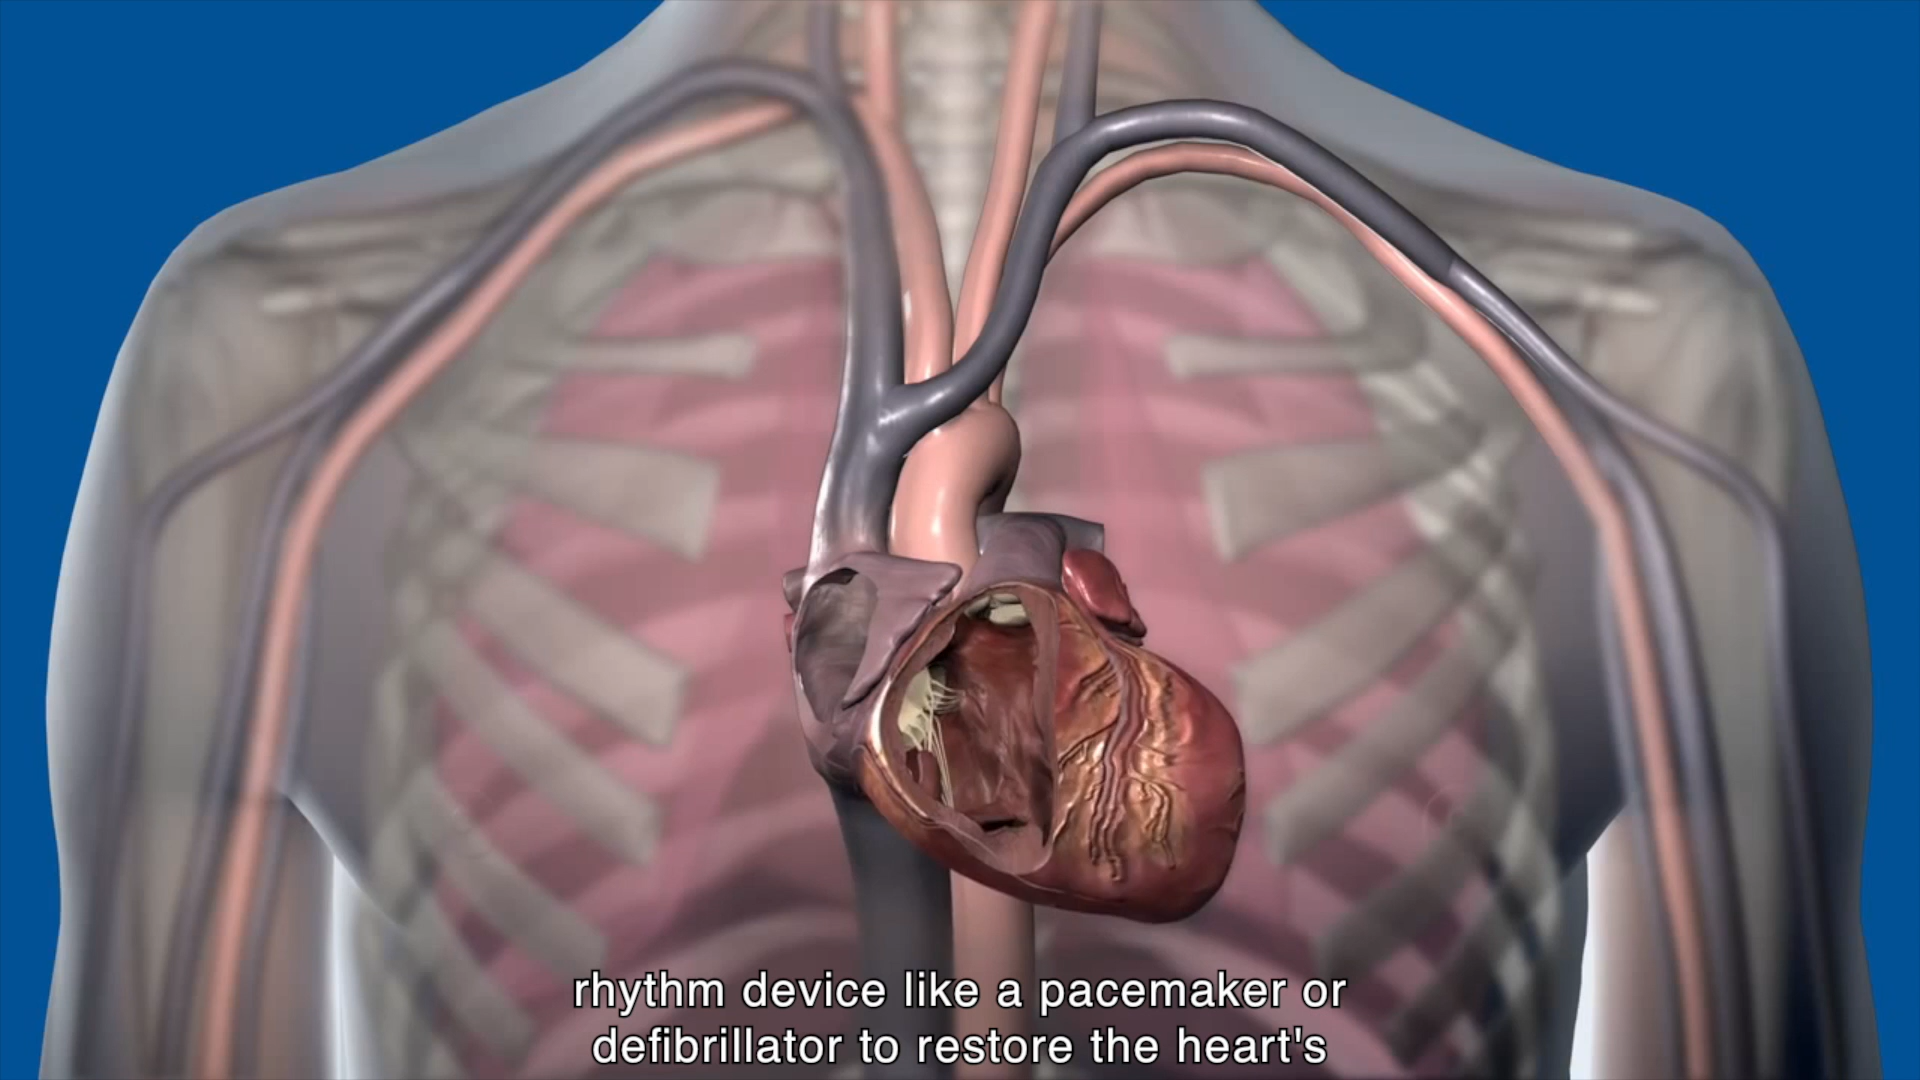 rhythm device like a pacemaker or
defibrillator to restore the heart's